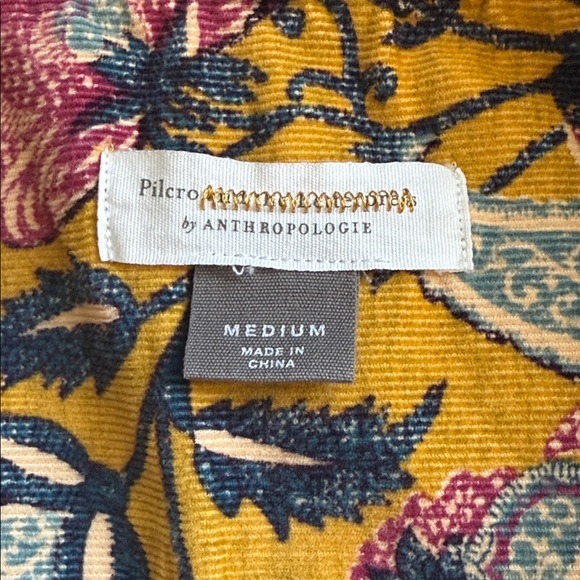 Pilcro
by ANTHROPOLOGIE
MEDIUM
MADE IN
CHINA